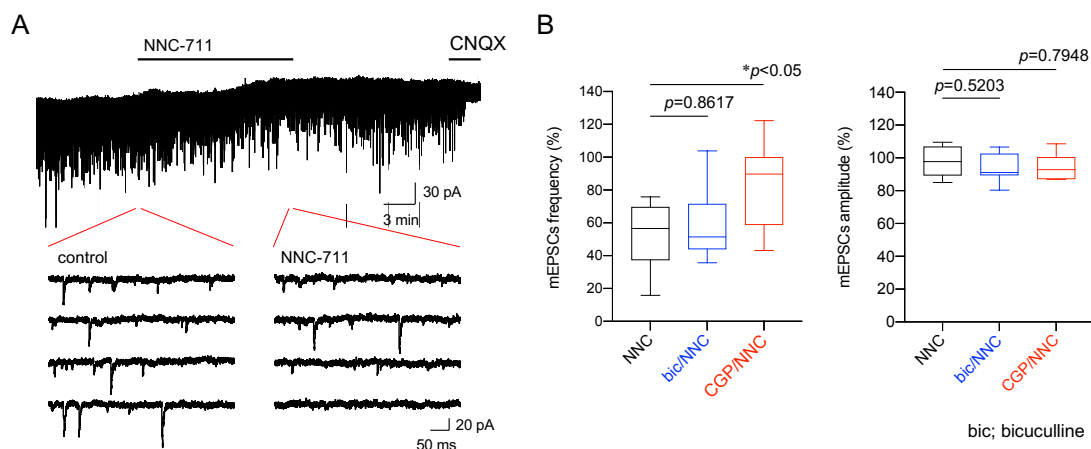 A
NNC-711
CNQX
30 pA
3 min
control
NNC-711
20 pA
50 ms
B
*p<0.05
p=0.8617
mEPSCs frequency (%)
140
120
100
80
60
40
20
0
NNC
bic/NNC
CGP/NNC
p=0.7948
p=0.5203
mEPSCs amplitude (%)
140
120
100
80
140
60
40
20
0
NNC
bic/NNC
CGP/NNC
bic; bicuculline